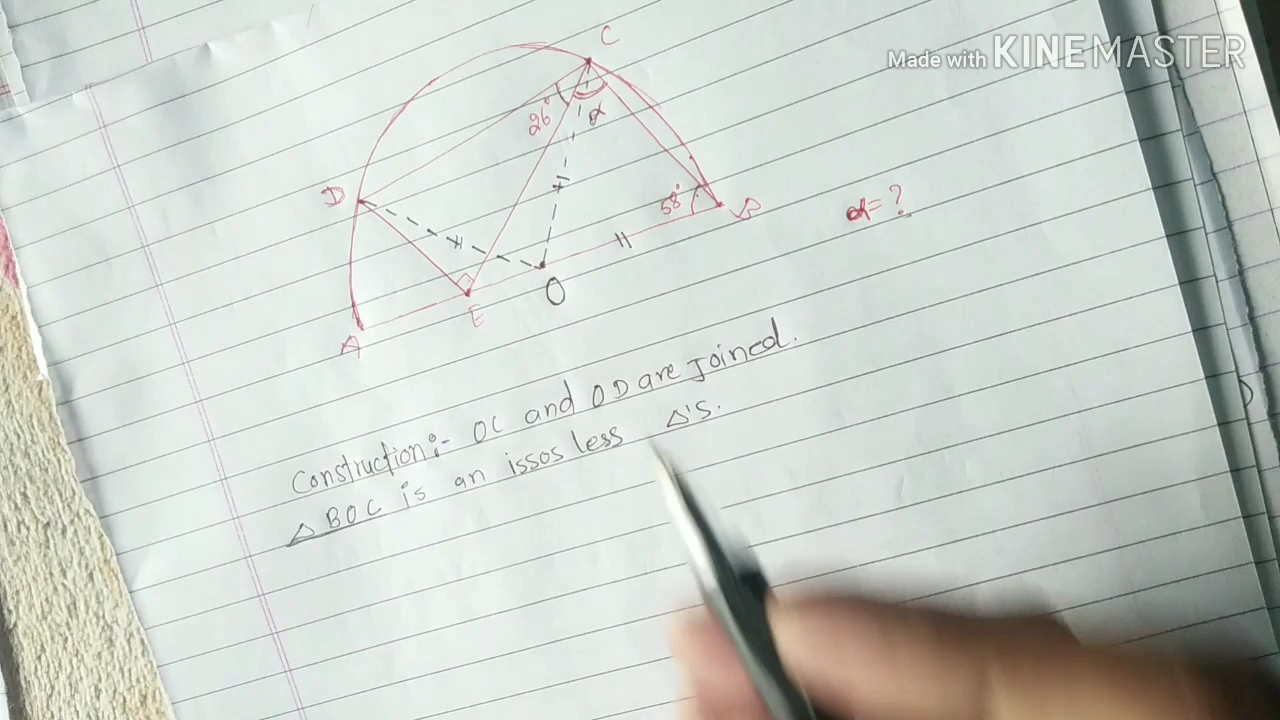 Made with KINEMASTER
C
26°
α
D
58°
B
α = ?
O
E
A
Construction:- OC and OD are joined.
△ BOC is an issos less △'s.